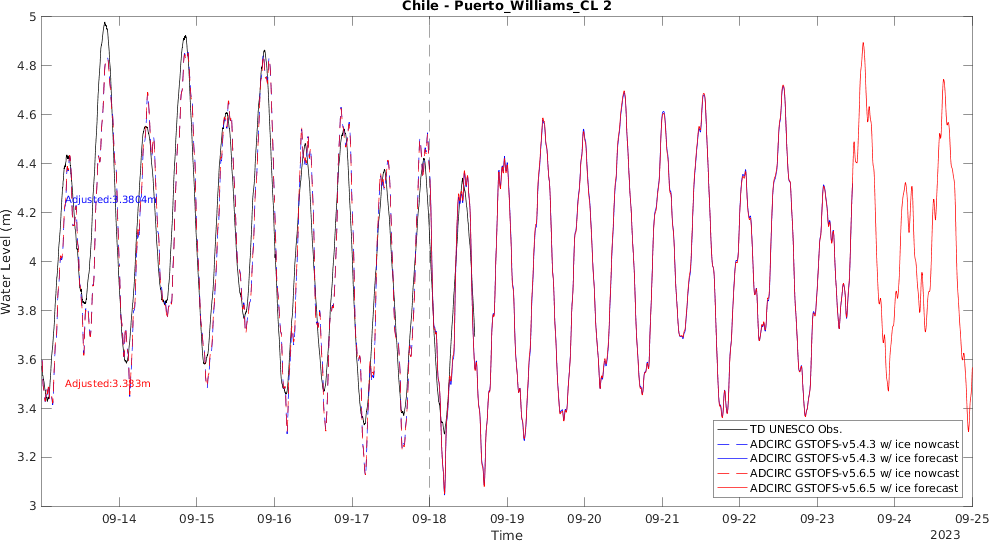 Chile - Puerto_Williams_CL 2
5
4.8
4.6
4.4
4.2
4
3.8
3.6
3.4
3.2
3
Water Level (m)
Adjusted:3.3804m
Adjusted:3.383m
TD UNESCO Obs.
ADCIRC GSTOFS-v5.4.3 w/ ice nowcast
ADCIRC GSTOFS-v5.4.3 w/ ice forecast
ADCIRC GSTOFS-v5.6.5 w/ ice nowcast
ADCIRC GSTOFS-v5.6.5 w/ ice forecast
09-14 09-15 09-16 09-17 09-18 09-19 09-20 09-21 09-22 09-23 09-24 09-25
Time
2023